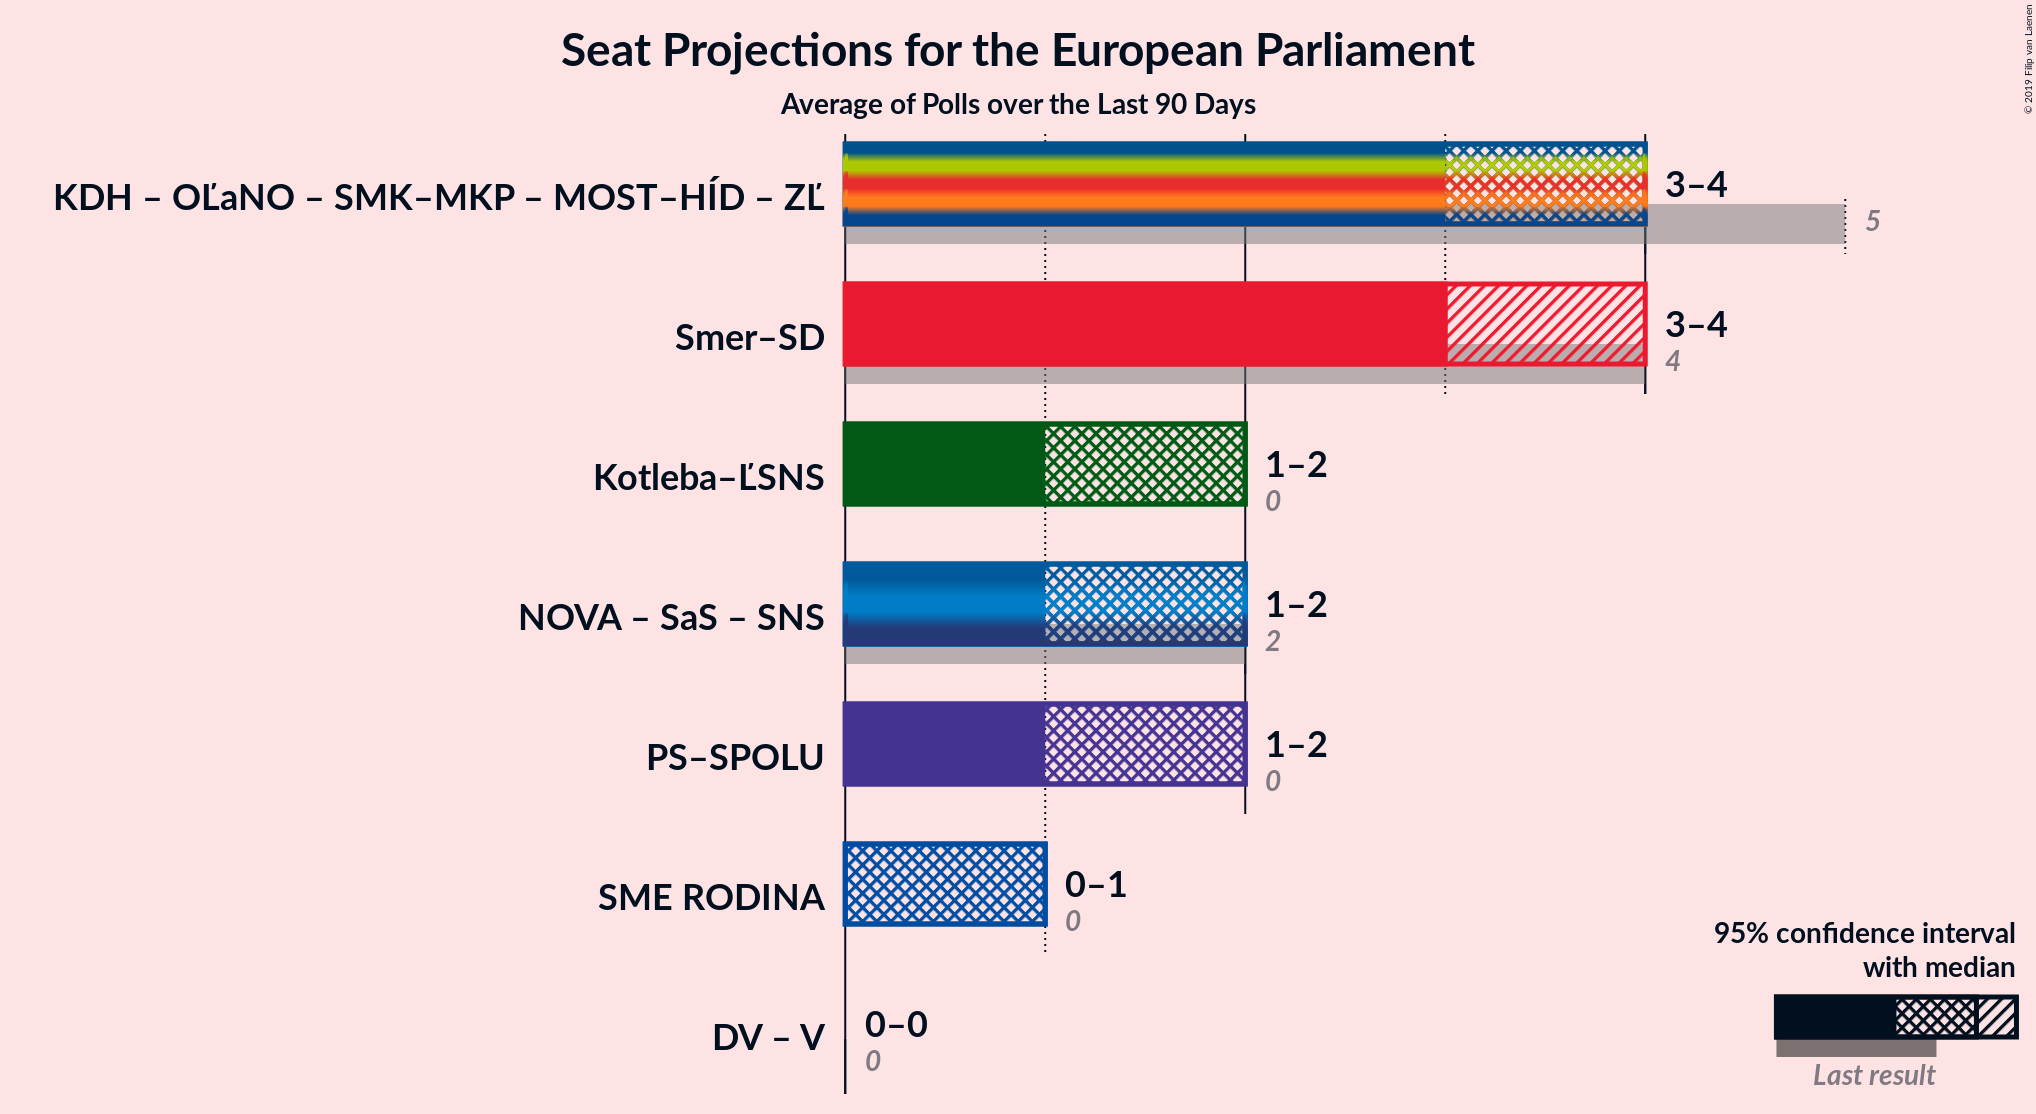 Seat Projections for the European Parliament
Average of Polls over the Last 90 Days
© 2019 Filip van Laenen
KDH – OĽaNO – SMK–MKP – MOST–HÍD – ZĽ
3–4
5
Smer–SD
3–4
4
Kotleba–ĽSNS
1–2
0
NOVA – SaS – SNS
1–2
2
PS–SPOLU
1–2
0
SME RODINA
0–1
0
DV – V
0–0
0
95% confidence interval
with median
Last result